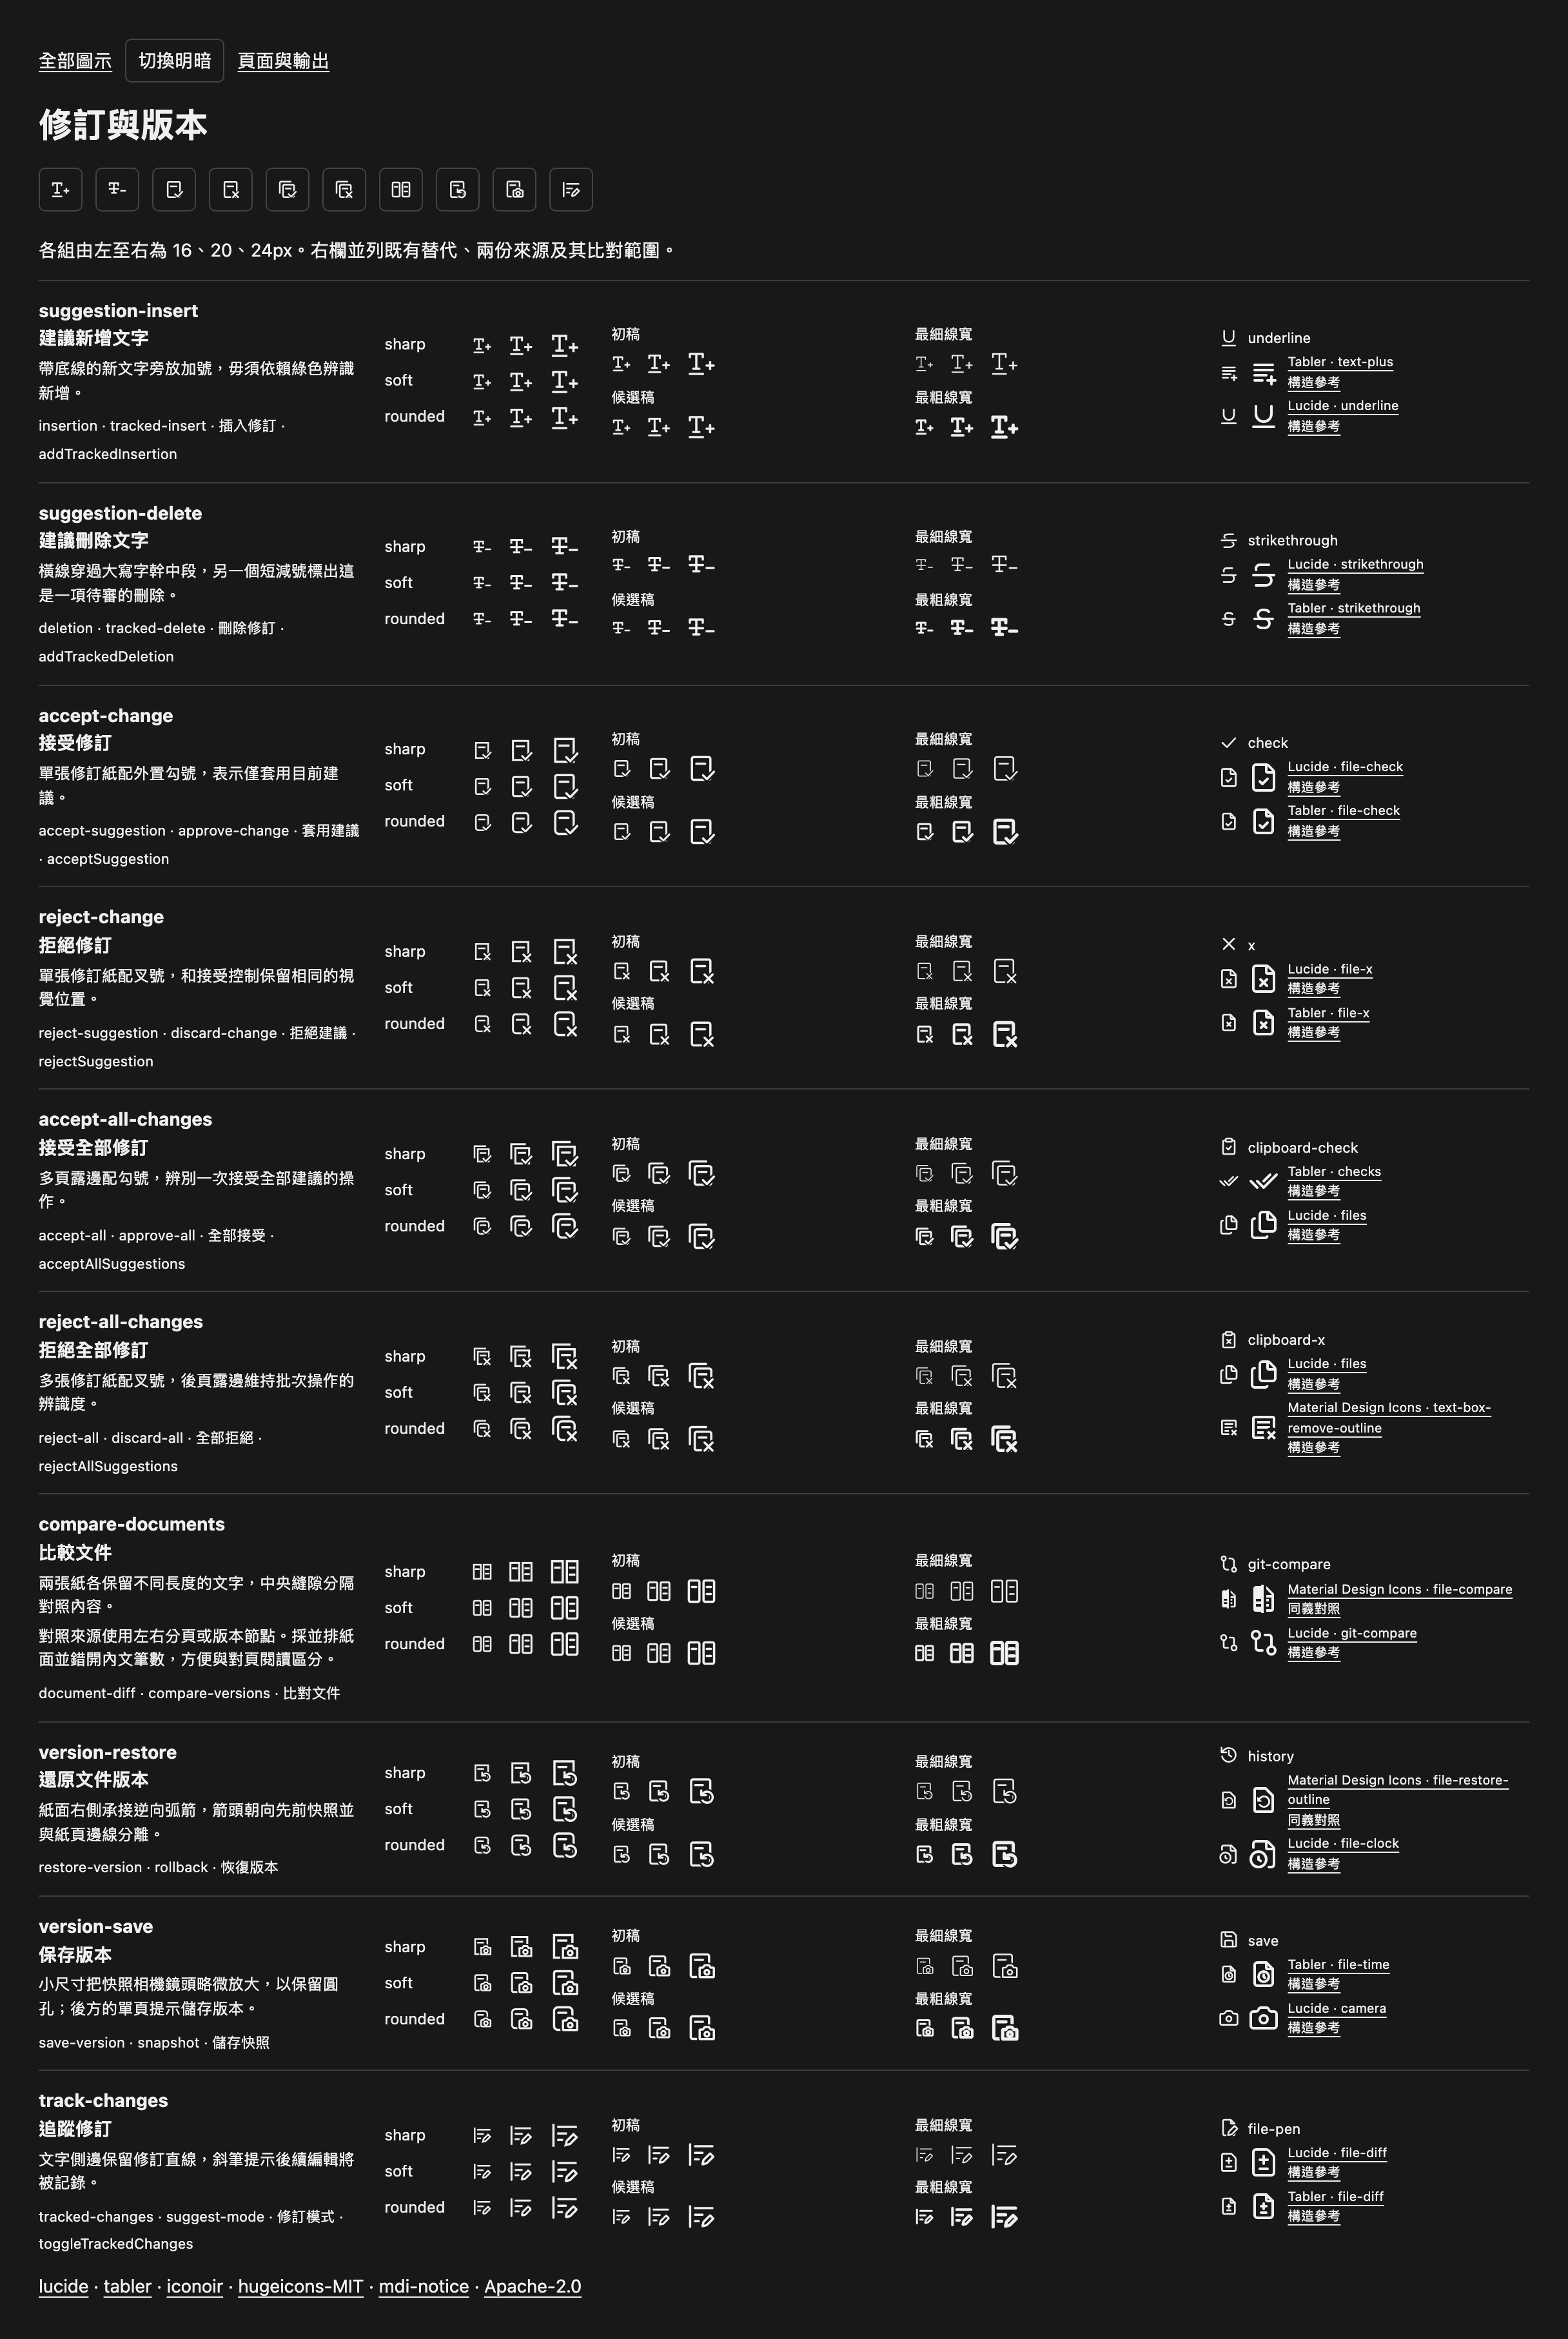 全部圖示 切換明暗 頁面與輸出
修訂與版本
各組由左至右為 16、20、24px。右欄並列既有替代、兩份來源及其比對範圍。
suggestion-insert
建議新增文字
帶底線的新文字旁放加號，毋須依賴綠色辨識
新增。
insertion · tracked-insert · 插入修訂 ·
addTrackedInsertion
sharp
soft
rounded
初稿
候選稿
最細線寬
最粗線寬
underline
Tabler · text-plus
構造參考
Lucide · underline
構造參考
suggestion-delete
建議刪除文字
橫線穿過大寫字幹中段，另一個短減號標出這
是一項待審的刪除。
deletion · tracked-delete · 刪除修訂 ·
addTrackedDeletion
sharp
soft
rounded
初稿
候選稿
最細線寬
最粗線寬
strikethrough
Lucide · strikethrough
構造參考
Tabler · strikethrough
構造參考
accept-change
接受修訂
單張修訂紙配外置勾號，表示僅套用目前建
議。
accept-suggestion · approve-change · 套用建議
· acceptSuggestion
sharp
soft
rounded
初稿
候選稿
最細線寬
最粗線寬
check
Lucide · file-check
構造參考
Tabler · file-check
構造參考
reject-change
拒絕修訂
單張修訂紙配叉號，和接受控制保留相同的視
覺位置。
reject-suggestion · discard-change · 拒絕建議 ·
rejectSuggestion
sharp
soft
rounded
初稿
候選稿
最細線寬
最粗線寬
x
Lucide · file-x
構造參考
Tabler · file-x
構造參考
accept-all-changes
接受全部修訂
多頁露邊配勾號，辨別一次接受全部建議的操
作。
accept-all · approve-all · 全部接受 ·
acceptAllSuggestions
sharp
soft
rounded
初稿
候選稿
最細線寬
最粗線寬
clipboard-check
Tabler · checks
構造參考
Lucide · files
構造參考
reject-all-changes
拒絕全部修訂
多張修訂紙配叉號，後頁露邊維持批次操作的
辨識度。
reject-all · discard-all · 全部拒絕 ·
rejectAllSuggestions
sharp
soft
rounded
初稿
候選稿
最細線寬
最粗線寬
clipboard-x
Lucide · files
構造參考
Material Design Icons · text-box-
remove-outline
構造參考
compare-documents
比較文件
兩張紙各保留不同長度的文字，中央縫隙分隔
對照內容。
對照來源使用左右分頁或版本節點。採並排紙
面並錯開內文筆數，方便與對頁閱讀區分。
document-diff · compare-versions · 比對文件
sharp
soft
rounded
初稿
候選稿
最細線寬
最粗線寬
git-compare
Material Design Icons · file-compare
同義對照
Lucide · git-compare
構造參考
version-restore
還原文件版本
紙面右側承接逆向弧箭，箭頭朝向先前快照並
與紙頁邊線分離。
restore-version · rollback · 恢復版本
sharp
soft
rounded
初稿
候選稿
最細線寬
最粗線寬
history
Material Design Icons · file-restore-
outline
同義對照
Lucide · file-clock
構造參考
version-save
保存版本
小尺寸把快照相機鏡頭略微放大，以保留圓
孔；後方的單頁提示儲存版本。
save-version · snapshot · 儲存快照
sharp
soft
rounded
初稿
候選稿
最細線寬
最粗線寬
save
Tabler · file-time
構造參考
Lucide · camera
構造參考
track-changes
追蹤修訂
文字側邊保留修訂直線，斜筆提示後續編輯將
被記錄。
tracked-changes · suggest-mode · 修訂模式 ·
toggleTrackedChanges
sharp
soft
rounded
初稿
候選稿
最細線寬
最粗線寬
file-pen
Lucide · file-diff
構造參考
Tabler · file-diff
構造參考
lucide · tabler · iconoir · hugeicons-MIT · mdi-notice · Apache-2.0